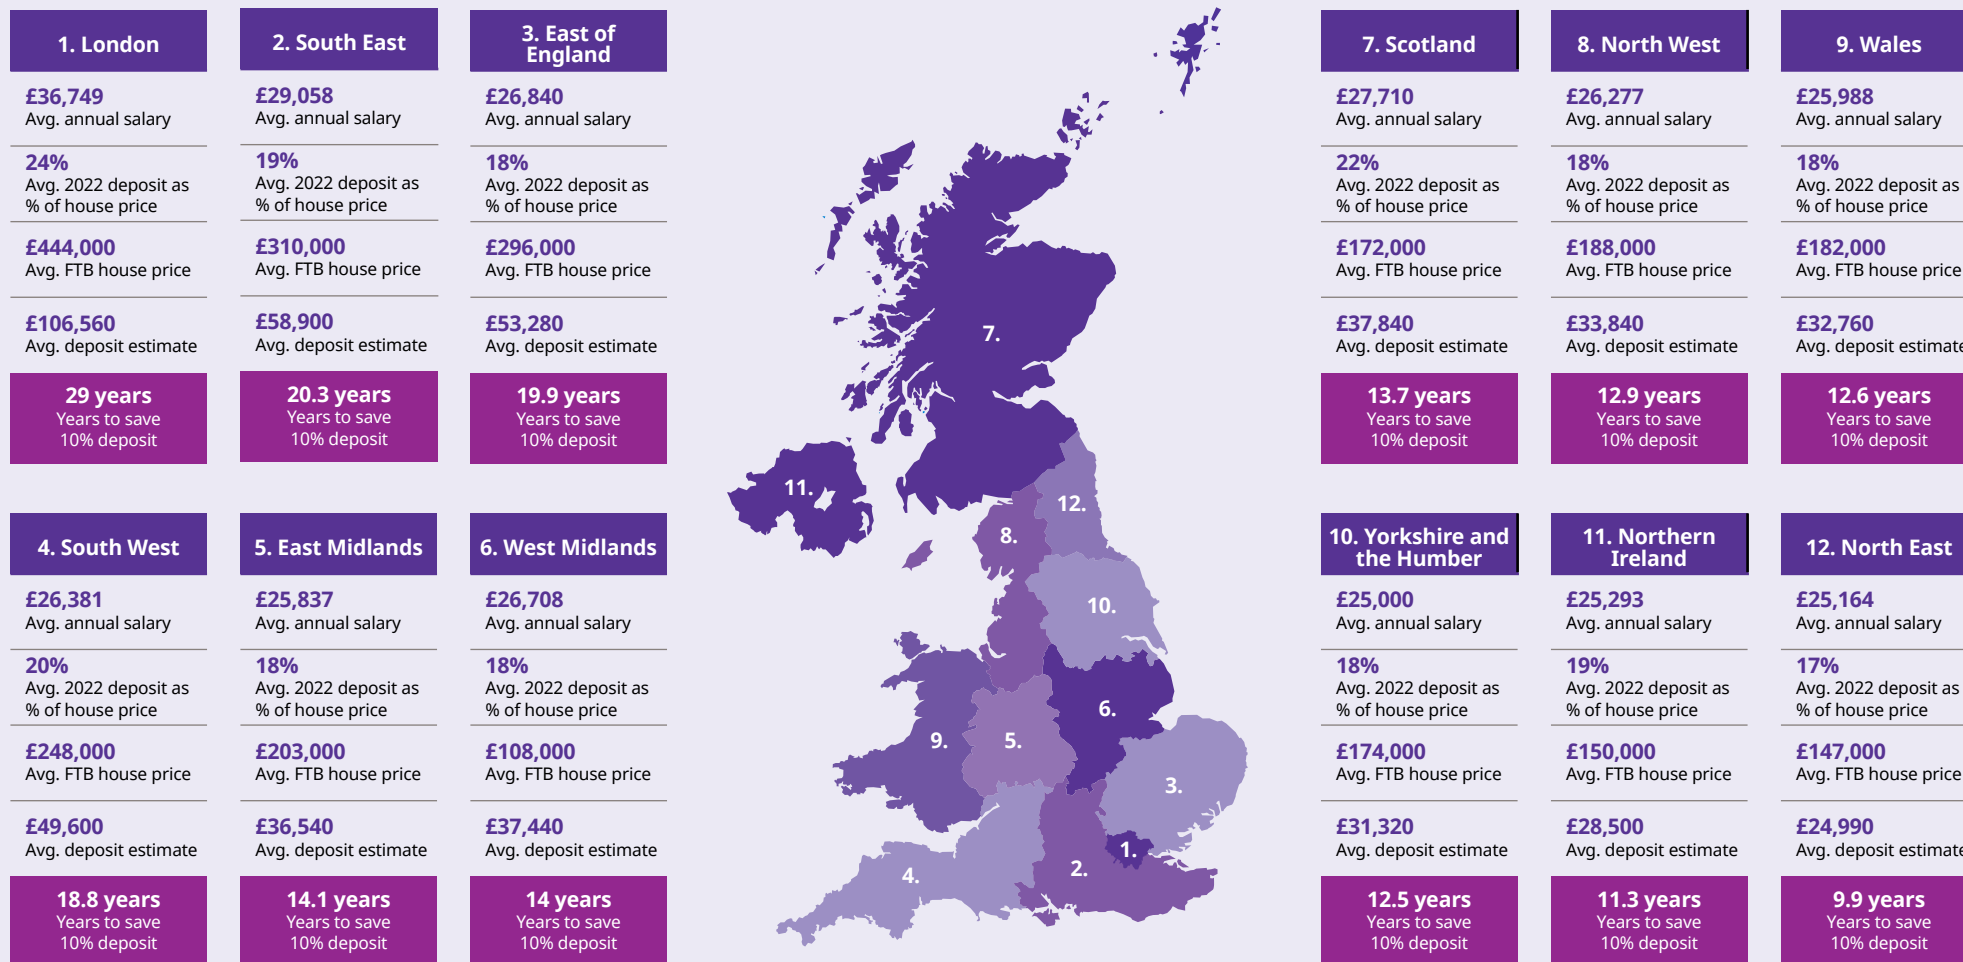 1. London
£36,749
Avg. annual salary
24%
Avg. 2022 deposit as
% of house price
£444,000
Avg. FTB house price
£106,560
Avg. deposit estimate
29 years
Years to save
10% deposit
2. South East
£29,058
Avg. annual salary
19%
Avg. 2022 deposit as
% of house price
£310,000
Avg. FTB house price
£58,900
Avg. deposit estimate
20.3 years
Years to save
10% deposit
3. East of
England
£26,840
Avg. annual salary
18%
Avg. 2022 deposit as
% of house price
£296,000
Avg. FTB house price
£53,280
Avg. deposit estimate
19.9 years
Years to save
10% deposit
4. South West
£26,381
Avg. annual salary
20%
Avg. 2022 deposit as
% of house price
£248,000
Avg. FTB house price
£49,600
Avg. deposit estimate
18.8 years
Years to save
10% deposit
5. East Midlands
£25,837
Avg. annual salary
18%
Avg. 2022 deposit as
% of house price
£203,000
Avg. FTB house price
£36,540
Avg. deposit estimate
14.1 years
Years to save
10% deposit
6. West Midlands
£26,708
Avg. annual salary
18%
Avg. 2022 deposit as
% of house price
£108,000
Avg. FTB house price
£37,440
Avg. deposit estimate
14 years
Years to save
10% deposit
7.
11.
12.
8.
10.
6.
9.
5.
3.
1.
2.
4.
7. Scotland
£27,710
Avg. annual salary
22%
Avg. 2022 deposit as
% of house price
£172,000
Avg. FTB house price
£37,840
Avg. deposit estimate
13.7 years
Years to save
10% deposit
8. North West
£26,277
Avg. annual salary
18%
Avg. 2022 deposit as
% of house price
£188,000
Avg. FTB house price
£33,840
Avg. deposit estimate
12.9 years
Years to save
10% deposit
9. Wales
£25,988
Avg. annual salary
18%
Avg. 2022 deposit as
% of house price
£182,000
Avg. FTB house price
£32,760
Avg. deposit estimate
12.6 years
Years to save
10% deposit
10. Yorkshire and
the Humber
£25,000
Avg. annual salary
18%
Avg. 2022 deposit as
% of house price
£174,000
Avg. FTB house price
£31,320
Avg. deposit estimate
12.5 years
Years to save
10% deposit
11. Northern
Ireland
£25,293
Avg. annual salary
19%
Avg. 2022 deposit as
% of house price
£150,000
Avg. FTB house price
£28,500
Avg. deposit estimate
11.3 years
Years to save
10% deposit
12. North East
£25,164
Avg. annual salary
17%
Avg. 2022 deposit as
% of house price
£147,000
Avg. FTB house price
£24,990
Avg. deposit estimate
9.9 years
Years to save
10% deposit